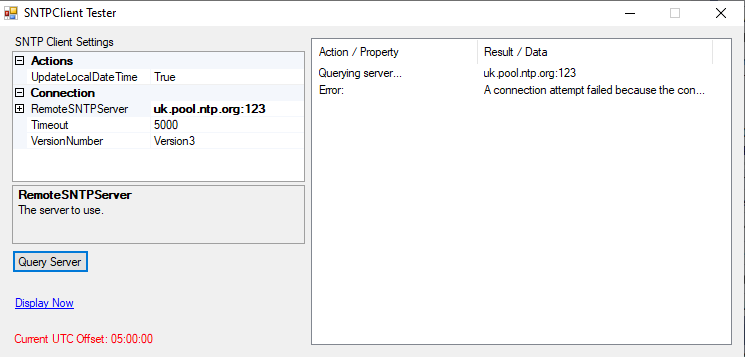 SNTPClient Tester
SNTP Client Settings
Actions
UpdateLocalDateTime True
Connection
RemoteSNTPServer uk.pool.ntp.org:123
Timeout 5000
VersionNumber Version3
RemoteSNTPServer
The server to use.
Query Server
Display Now
Current UTC Offset: 05:00:00
Action / Property Result / Data
Querying server... uk.pool.ntp.org:123
Error: A connection attempt failed because the con...